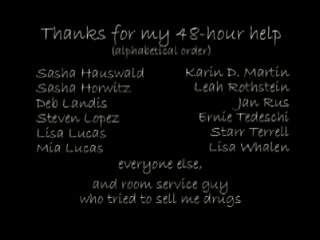 Thanks for my 48-hour help
(alphabetical order)
Sasha Hauswald
Sasha Horwitz
Deb Landis
Steven Lopez
Lisa Lucas
Mia Lucas
Karin D. Martin
Leah Rothstein
Jan Rus
Ernie Tedeschi
Starr Terrell
Lisa Whalen
everyone else,
and room service guy
who tried to sell me drugs